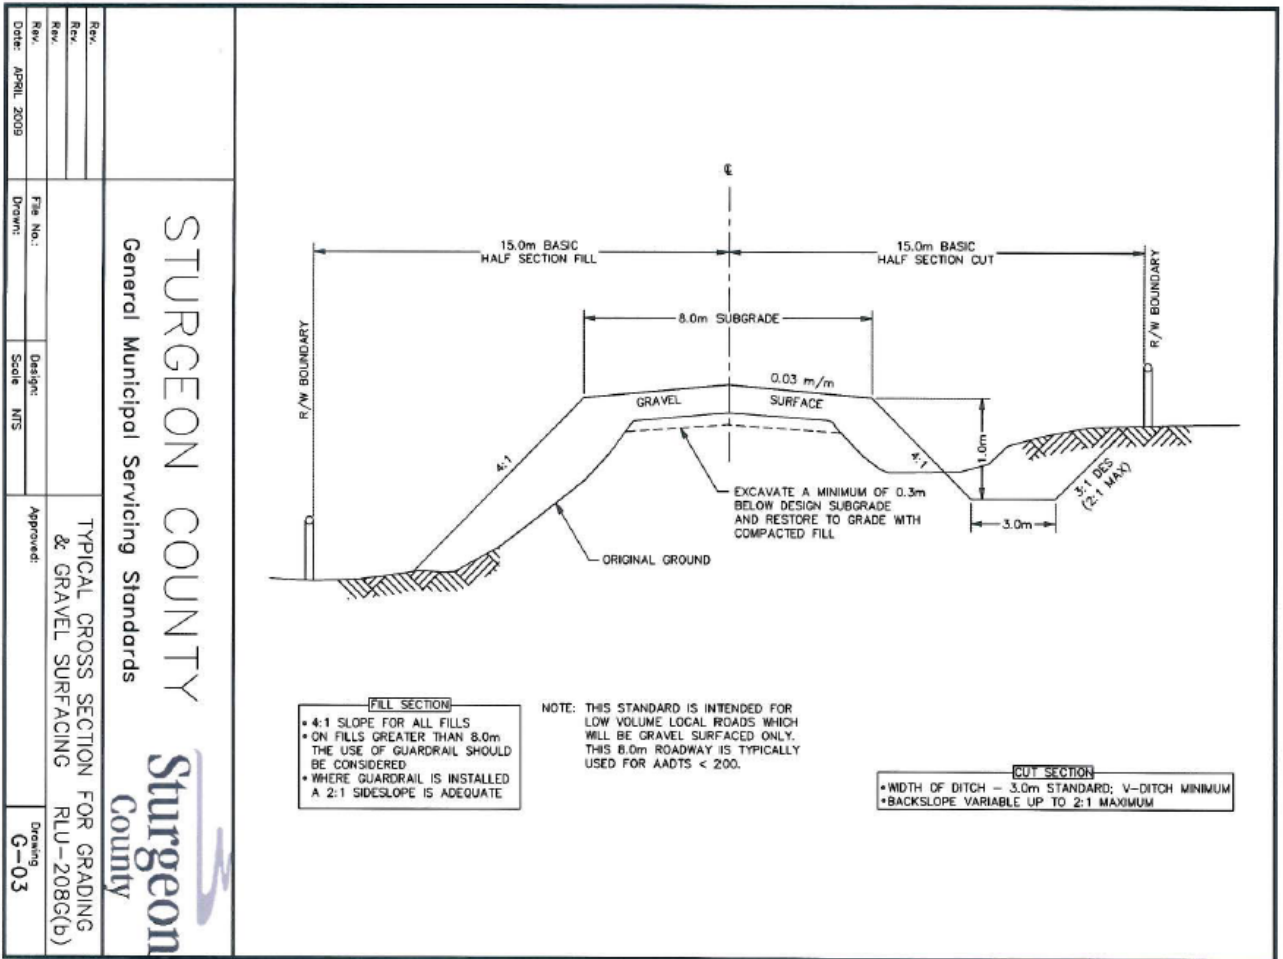 ℄
15.0m BASIC
HALF SECTION FILL
15.0m BASIC
HALF SECTION CUT
R/W BOUNDARY
R/W BOUNDARY
8.0m SUBGRADE
0.03 m/m
GRAVEL
SURFACE
4:1
4:1
1.0m
3:1 DES
(2:1 MAX)
3.0m
EXCAVATE A MINIMUM OF 0.3m
BELOW DESIGN SUBGRADE
AND RESTORE TO GRADE WITH
COMPACTED FILL
ORIGINAL GROUND
FILL SECTION
• 4:1 SLOPE FOR ALL FILLS
• ON FILLS GREATER THAN 8.0m
THE USE OF GUARDRAIL SHOULD
BE CONSIDERED
• WHERE GUARDRAIL IS INSTALLED
A 2:1 SIDESLOPE IS ADEQUATE
NOTE: THIS STANDARD IS INTENDED FOR
LOW VOLUME LOCAL ROADS WHICH
WILL BE GRAVEL SURFACED ONLY.
THIS 8.0m ROADWAY IS TYPICALLY
USED FOR AADTS < 200.
CUT SECTION
• WIDTH OF DITCH – 3.0m STANDARD; V-DITCH MINIMUM
• BACKSLOPE VARIABLE UP TO 2:1 MAXIMUM
STURGEON COUNTY
General Municipal Servicing Standards
Sturgeon
County
Rev.
Rev.
Rev.
Rev.
Date: APRIL 2009
File No.:
Drawn:
Design:
Scale NTS
Approved:
TYPICAL CROSS SECTION FOR GRADING
& GRAVEL SURFACING RLU-208G(b)
Drawing
G-03